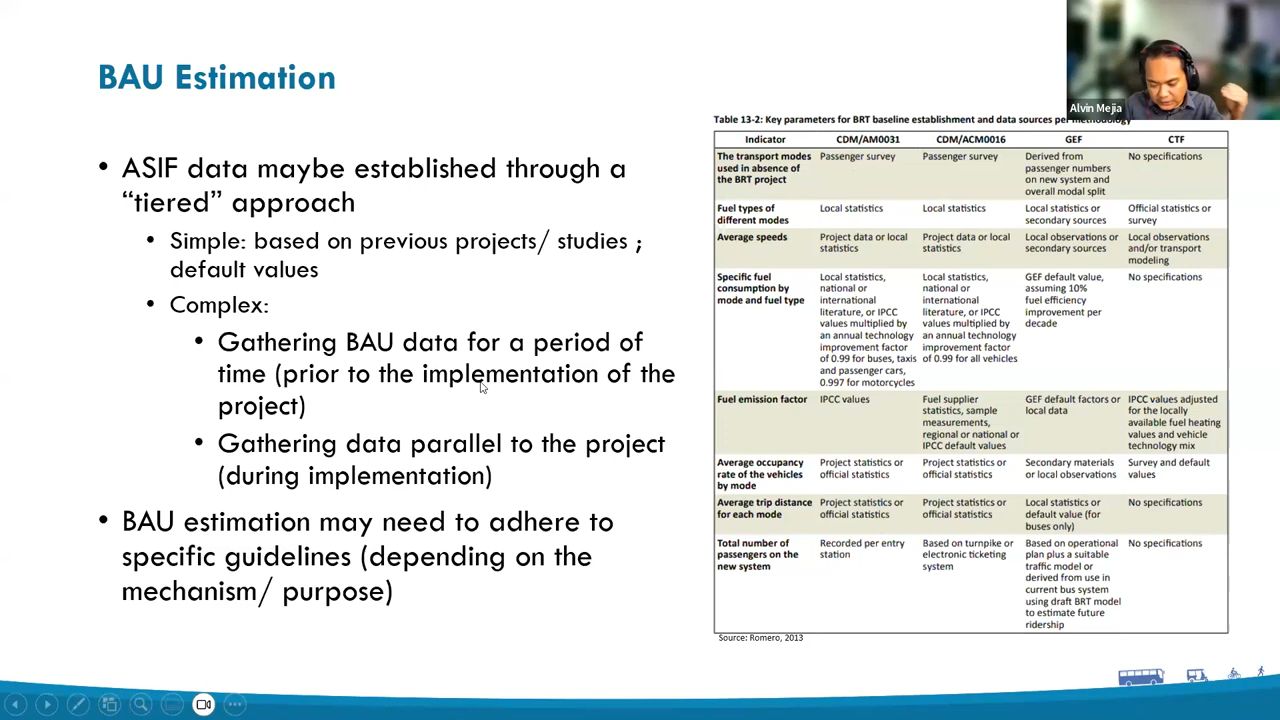 BAU Estimation
• ASIF data maybe established through a
“tiered” approach
• Simple: based on previous projects/ studies ;
default values
• Complex:
• Gathering BAU data for a period of
time (prior to the implementation of the
project)
• Gathering data parallel to the project
(during implementation)
• BAU estimation may need to adhere to
specific guidelines (depending on the
mechanism/ purpose)
Alvin Mejia
Table 13-2: Key parameters for BRT baseline establishment and data sources per methodology
Indicator CDM/AM0031 CDM/ACM0016 GEF CTF
The transport modes Passenger survey Passenger survey Derived from No specifications
used in absence of passenger numbers
the BRT project on new system and
overall modal split
Fuel types of Local statistics Local statistics Local statistics or Official statistics or
different modes secondary sources survey
Average speeds Project data or local Project data or local Local observations or Local observations
statistics statistics secondary sources and/or transport
modeling
Specific fuel Local statistics, Local statistics, GEF default value, No specifications
consumption by national or national or assuming 10%
mode and fuel type international international fuel efficiency
literature, or IPCC literature, or IPCC improvement per
values multiplied by values multiplied by decade
an annual technology an annual technology
improvement factor improvement factor
of 0.99 for buses, taxis of 0.99 for all vehicles
and passenger cars,
0.997 for motorcycles
Fuel emission factor IPCC values Fuel supplier GEF default factors or IPCC values adjusted
statistics, sample local data for the locally
measurements, available fuel heating
regional or national or values and vehicle
IPCC default values technology mix
Average occupancy Project statistics or Project statistics or Secondary materials Survey and default
rate of the vehicles official statistics official statistics or local observations values
by mode
Average trip distance Project statistics or Project statistics or Local statistics or No specifications
for each mode official statistics official statistics default value (for
buses only)
Total number of Recorded per entry Based on turnpike or Based on operational No specifications
passengers on the station electronic ticketing plan plus a suitable
new system system traffic model or
derived from use in
current bus system
using draft BRT model
to estimate future
ridership
Source: Romero, 2013